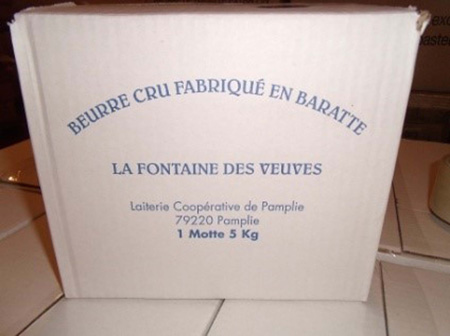 BEURRE CRU FABRIQUÉ EN BARATTE
LA FONTAINE DES VEUVES
Laiterie Coopérative de Pamplie
79220 Pamplie
1 Motte 5 Kg